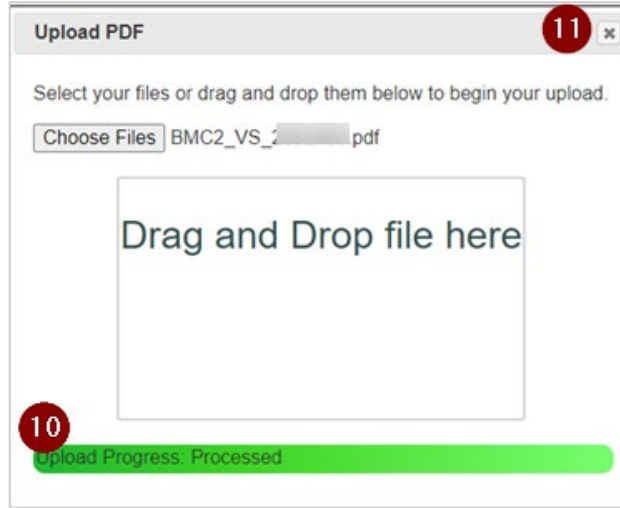 Upload PDF
11
x
Select your files or drag and drop them below to begin your upload.
Choose Files BMC2_VS_ .pdf
Drag and Drop file here
10
Upload Progress: Processed